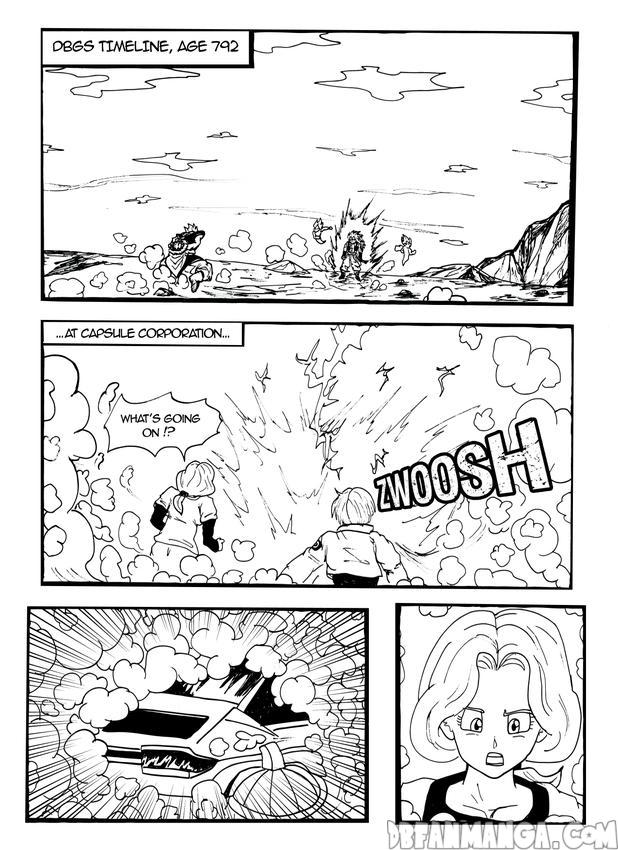 DBGS TIMELINE, AGE 792
...AT CAPSULE CORPORATION...
WHAT'S GOING
ON !?
ZWOOSH
DBFANMANGA.COM